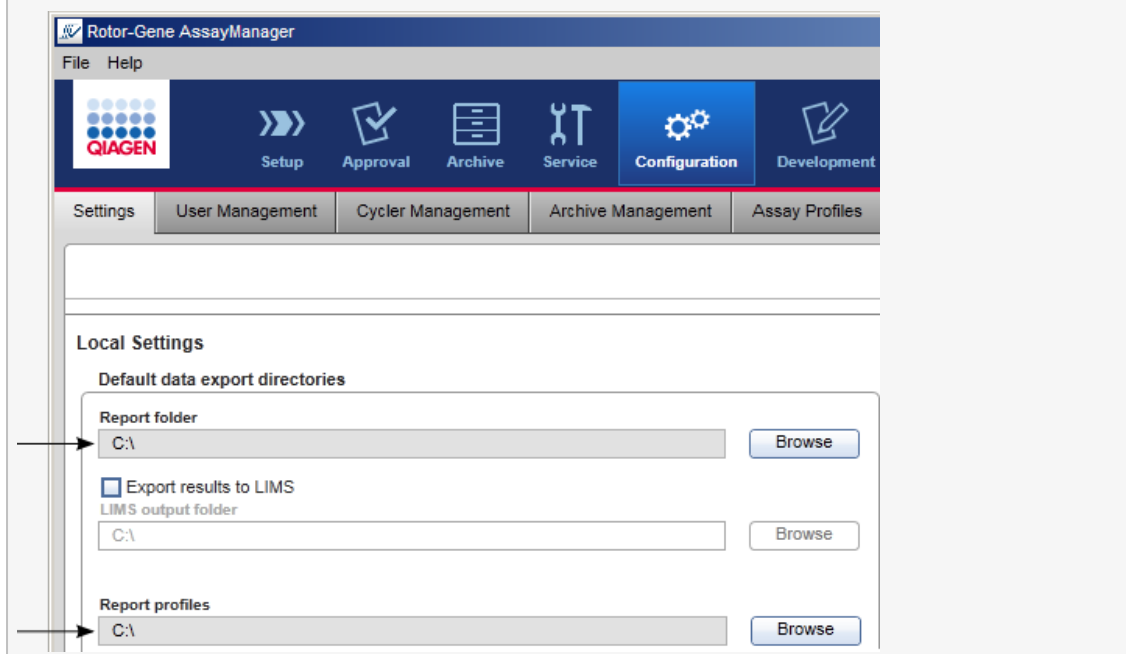 Rotor-Gene AssayManager
File Help
QIAGEN
Setup Approval Archive Service Configuration Development
Settings User Management Cycler Management Archive Management Assay Profiles
Local Settings
Default data export directories
Report folder
C:\ Browse
Export results to LIMS
LIMS output folder
C:\ Browse
Report profiles
C:\ Browse